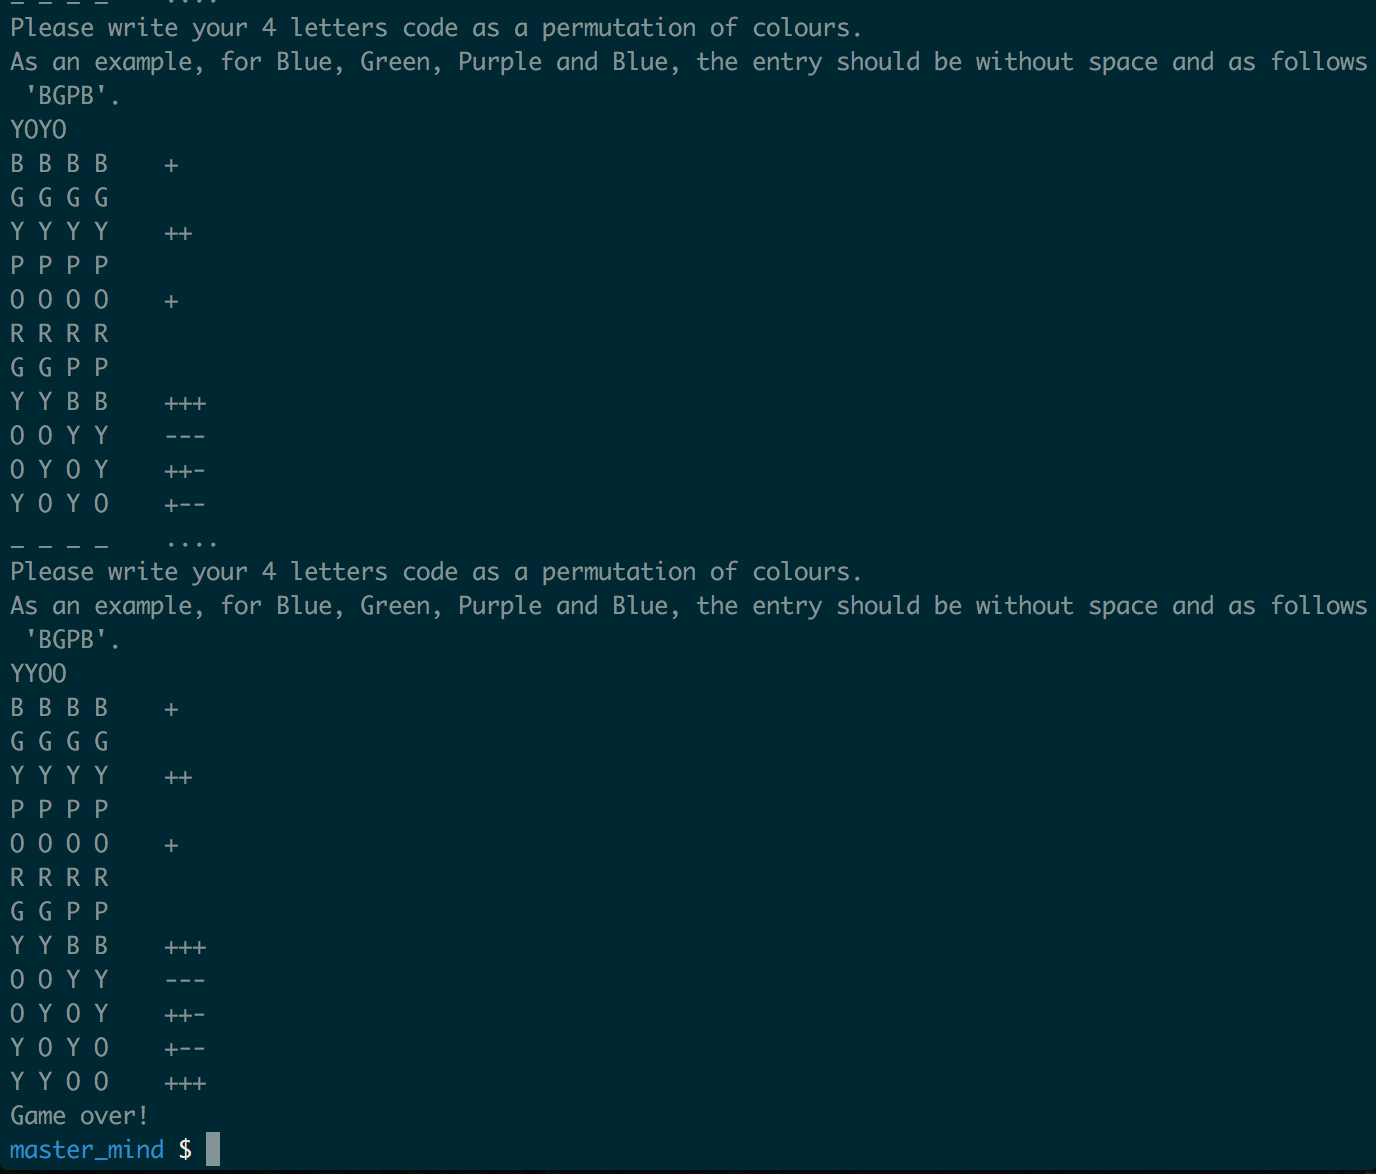 _ _ _ _    ....
Please write your 4 letters code as a permutation of colours.
As an example, for Blue, Green, Purple and Blue, the entry should be without space and as follows
 'BGPB'.
YOYO
B B B B    +
G G G G
Y Y Y Y    ++
P P P P
O O O O    +
R R R R
G G P P
Y Y B B    +++
O O Y Y    ---
O Y O Y    ++-
Y O Y O    +--
_ _ _ _    ....
Please write your 4 letters code as a permutation of colours.
As an example, for Blue, Green, Purple and Blue, the entry should be without space and as follows
 'BGPB'.
YYOO
B B B B    +
G G G G
Y Y Y Y    ++
P P P P
O O O O    +
R R R R
G G P P
Y Y B B    +++
O O Y Y    ---
O Y O Y    ++-
Y O Y O    +--
Y Y O O    +++
Game over!
master_mind $